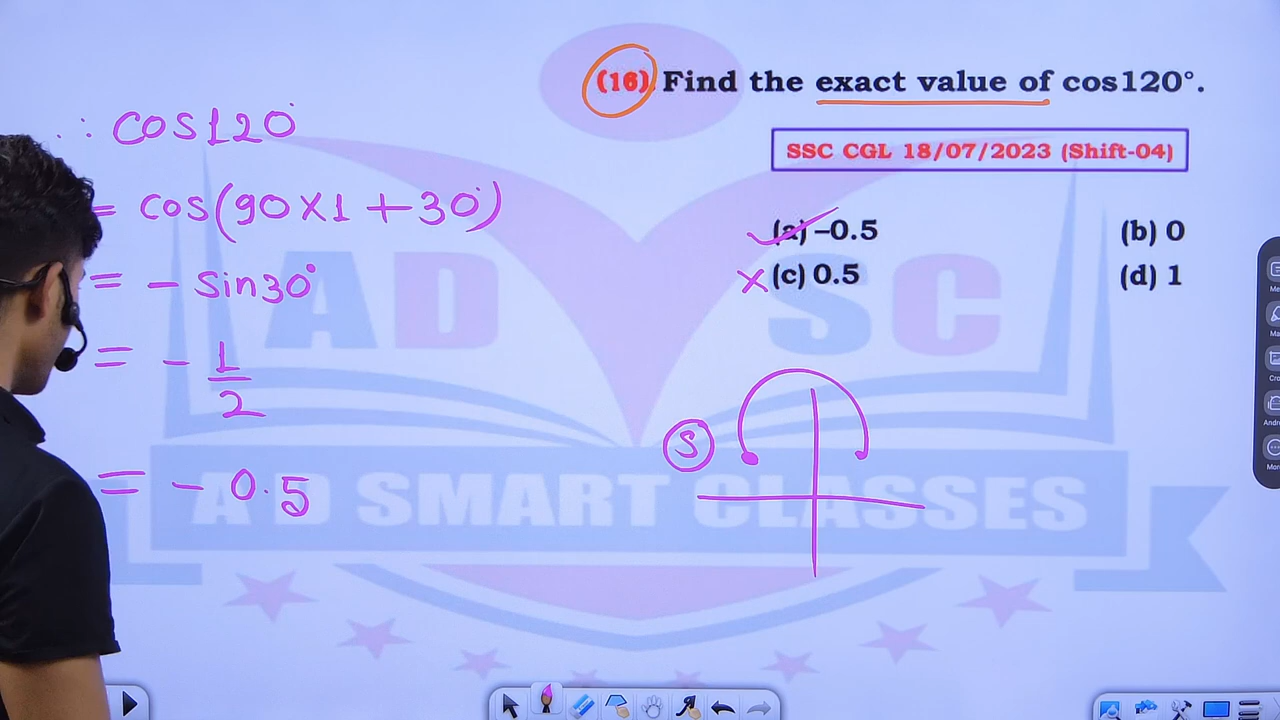 (16) Find the exact value of cos120°.
SSC CGL 18/07/2023 (Shift-04)
(a) –0.5 (b) 0
(c) 0.5 (d) 1
∴ cos120°
= cos(90×1+30°)
= - sin30°
= - 1/2
= - 0.5
S
AD SC
A D SMART CLASSES